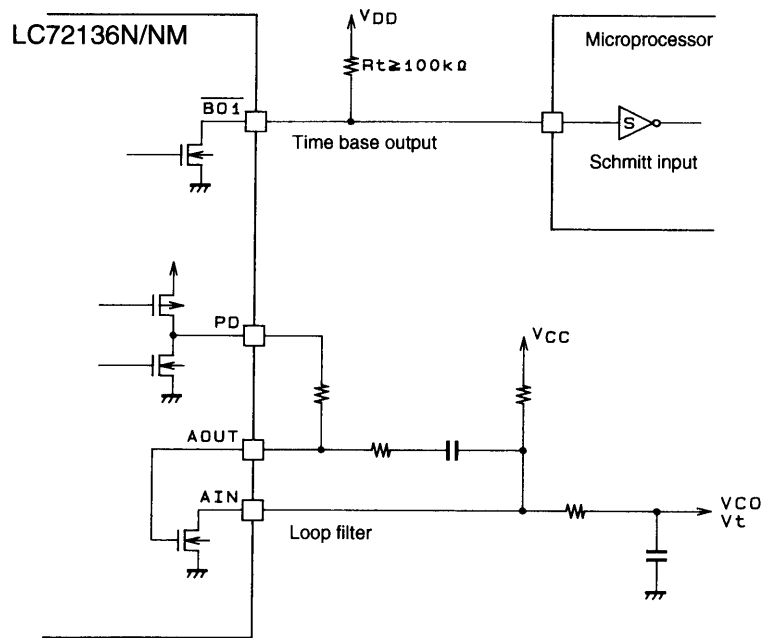 LC72136N/NM
VDD
Rt≧100kΩ
Microprocessor
BO1
Time base output
S
Schmitt input
PD
VCC
AOUT
AIN
Loop filter
VCO
Vt